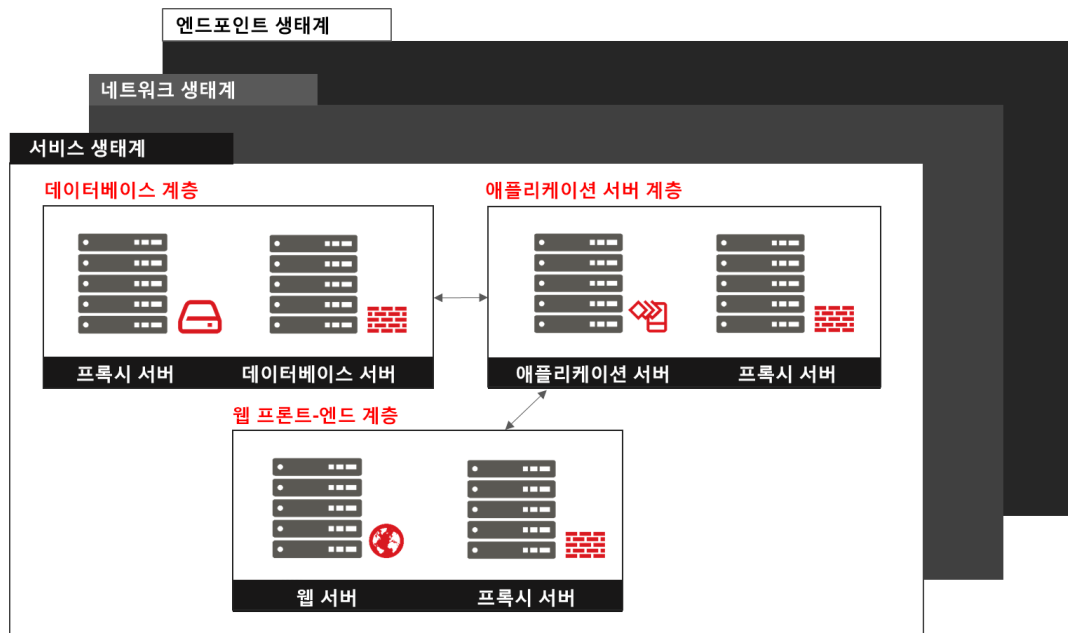 엔드포인트 생태계
네트워크 생태계
서비스 생태계
데이터베이스 계층
애플리케이션 서버 계층
프록시 서버
데이터베이스 서버
애플리케이션 서버
프록시 서버
웹 프론트-엔드 계층
웹 서버
프록시 서버